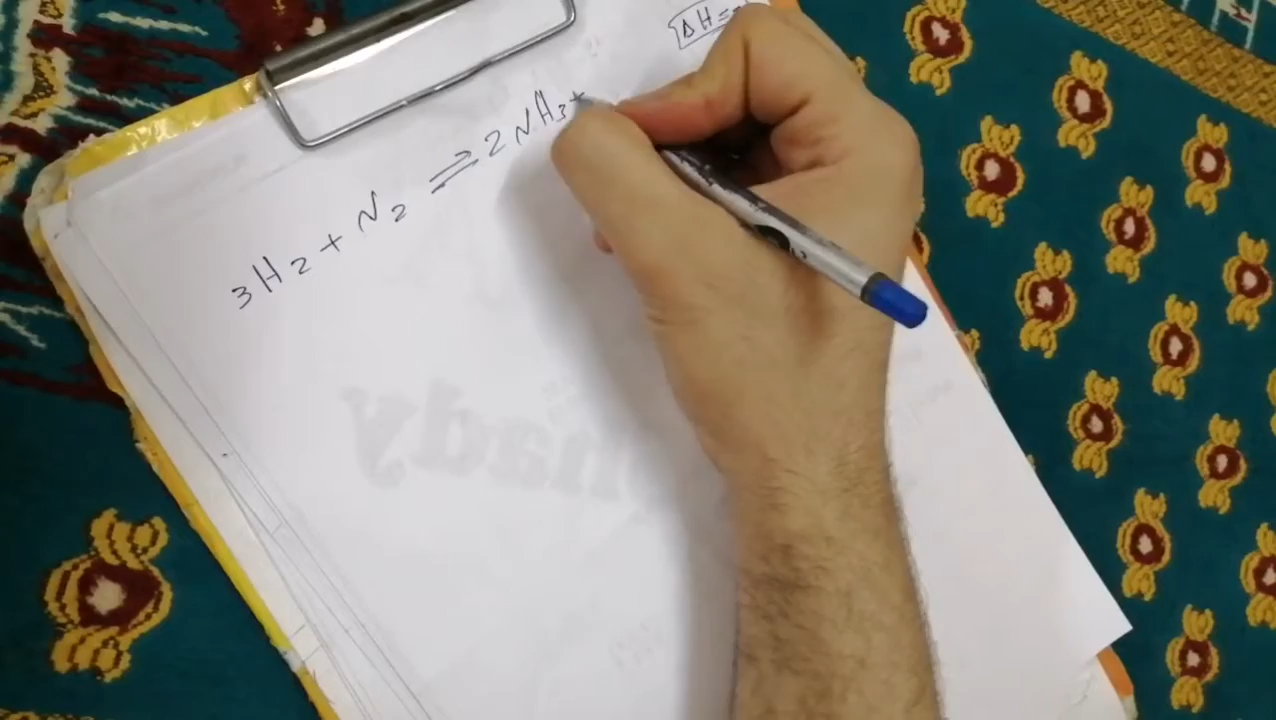 ΔH =
3H2 + N2 ⇌ 2NH3 +